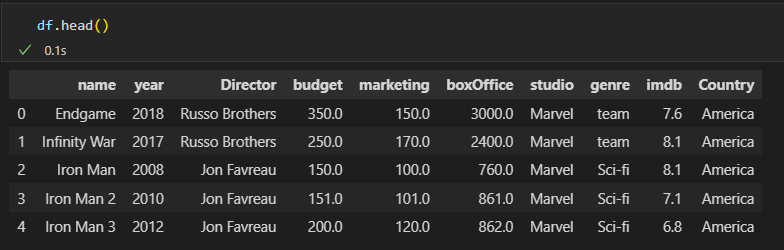 df.head()
0.1s
name year Director budget marketing boxOffice studio genre imdb Country
0 Endgame 2018 Russo Brothers 350.0 150.0 3000.0 Marvel team 7.6 America
1 Infinity War 2017 Russo Brothers 250.0 170.0 2400.0 Marvel team 8.1 America
2 Iron Man 2008 Jon Favreau 150.0 100.0 760.0 Marvel Sci-fi 8.1 America
3 Iron Man 2 2010 Jon Favreau 151.0 101.0 861.0 Marvel Sci-fi 7.1 America
4 Iron Man 3 2012 Jon Favreau 200.0 120.0 862.0 Marvel Sci-fi 6.8 America